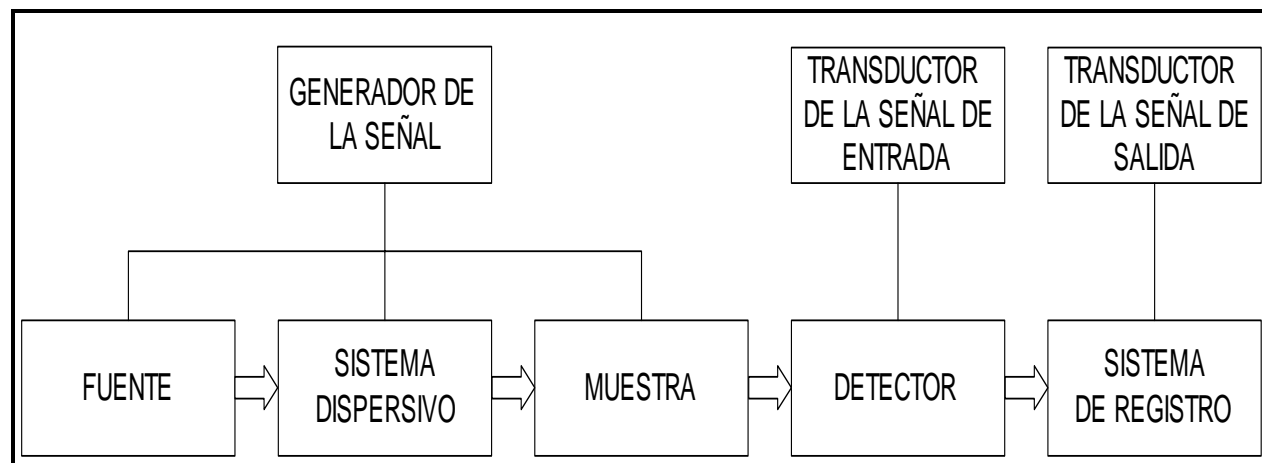 GENERADOR DE
LA SEÑAL
TRANSDUCTOR
DE LA SEÑAL DE
ENTRADA
TRANSDUCTOR
DE LA SEÑAL DE
SALIDA
FUENTE
SISTEMA
DISPERSIVO
MUESTRA
DETECTOR
SISTEMA
DE REGISTRO